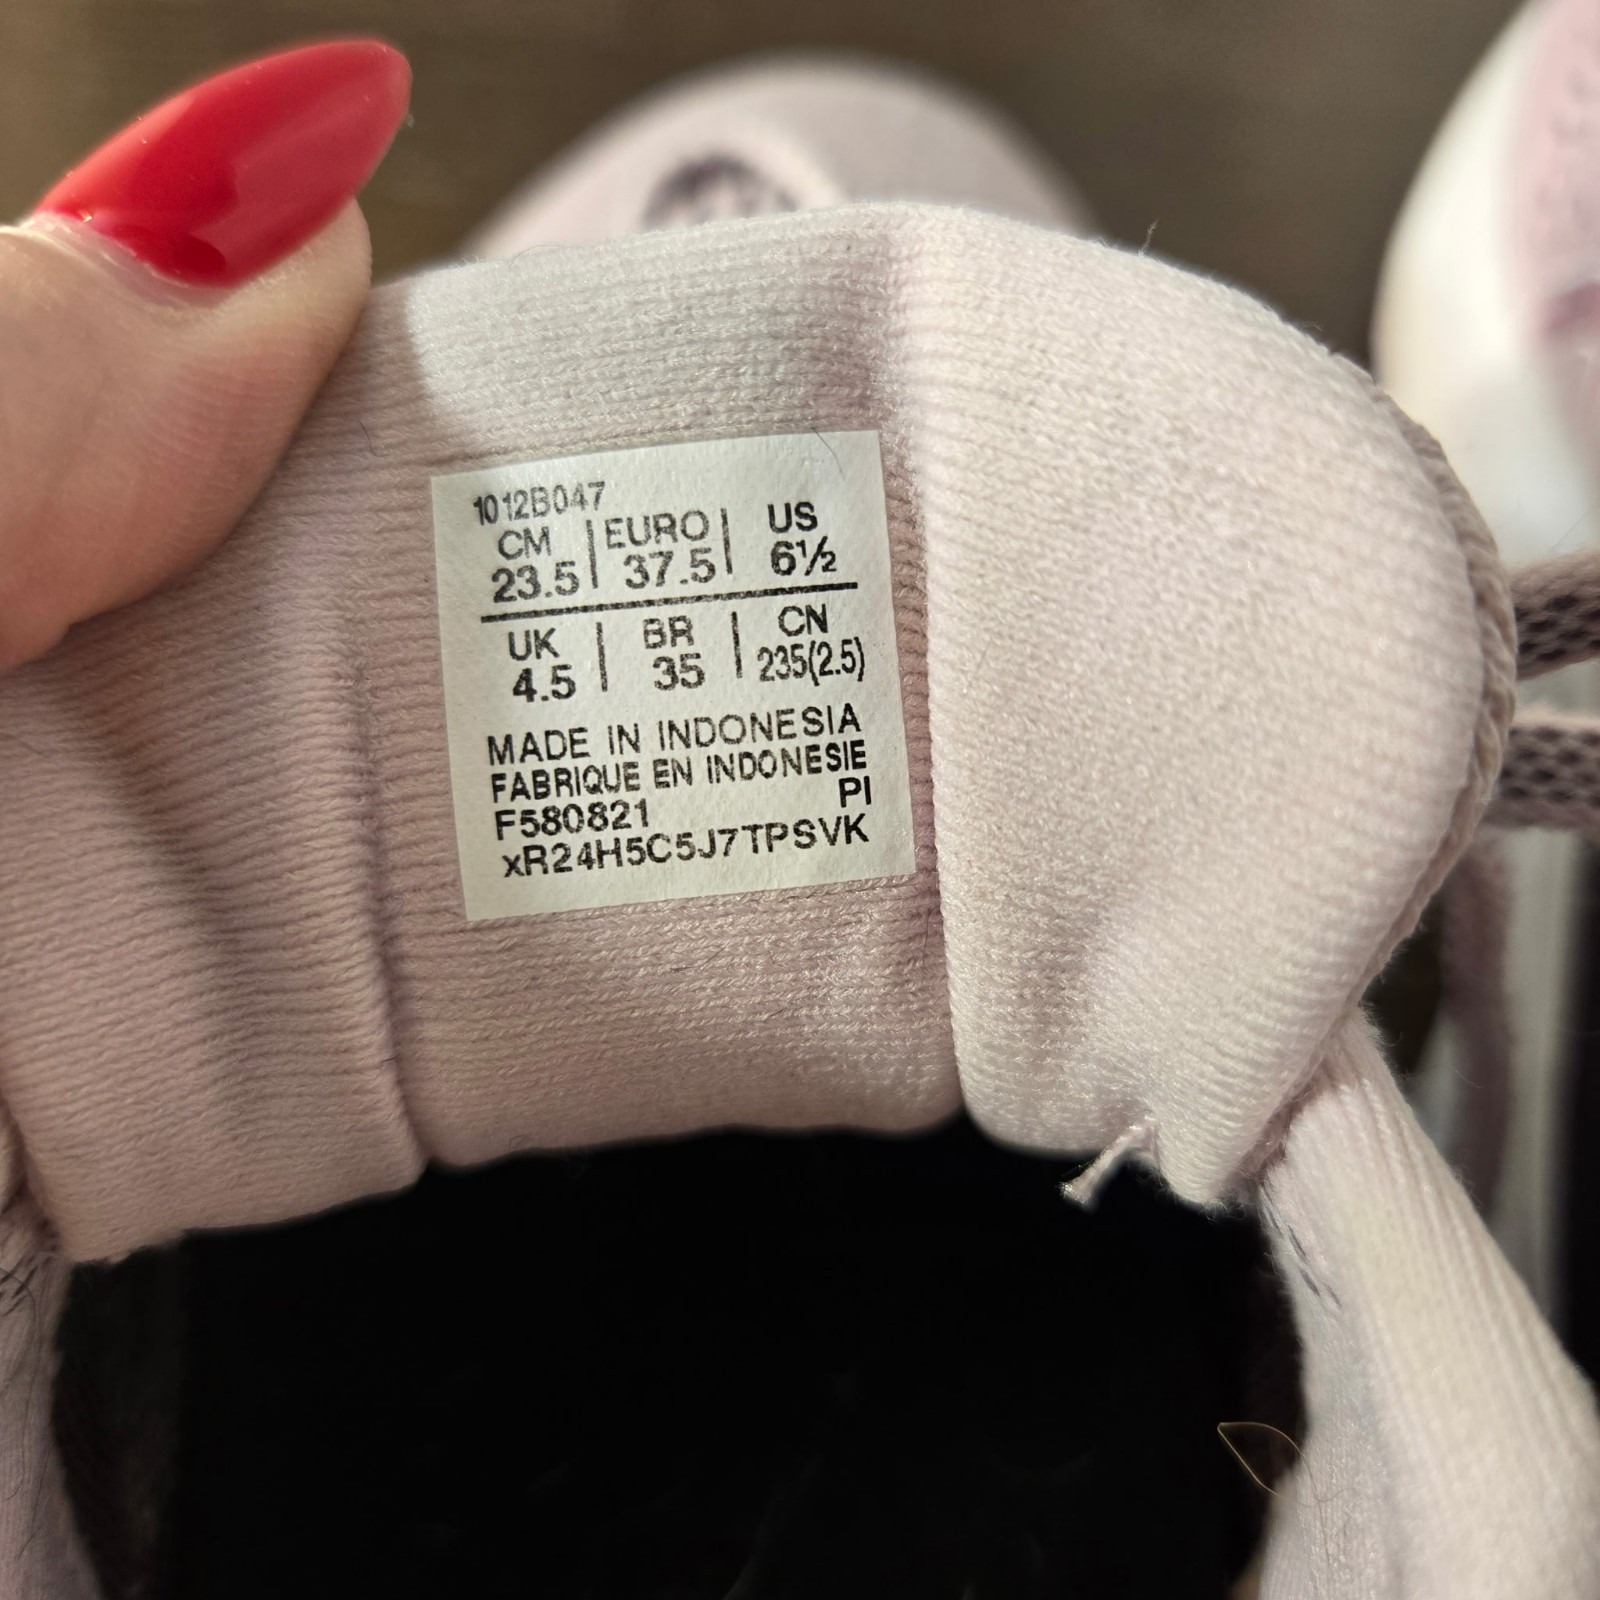 1012B047
CM | EURO | US
23.5 | 37.5 | 6½
UK | BR | CN
4.5 | 35 | 235(2.5)
MADE IN INDONESIA
FABRIQUE EN INDONESIE
F580821 PI
xR24H5C5J7TPSVK